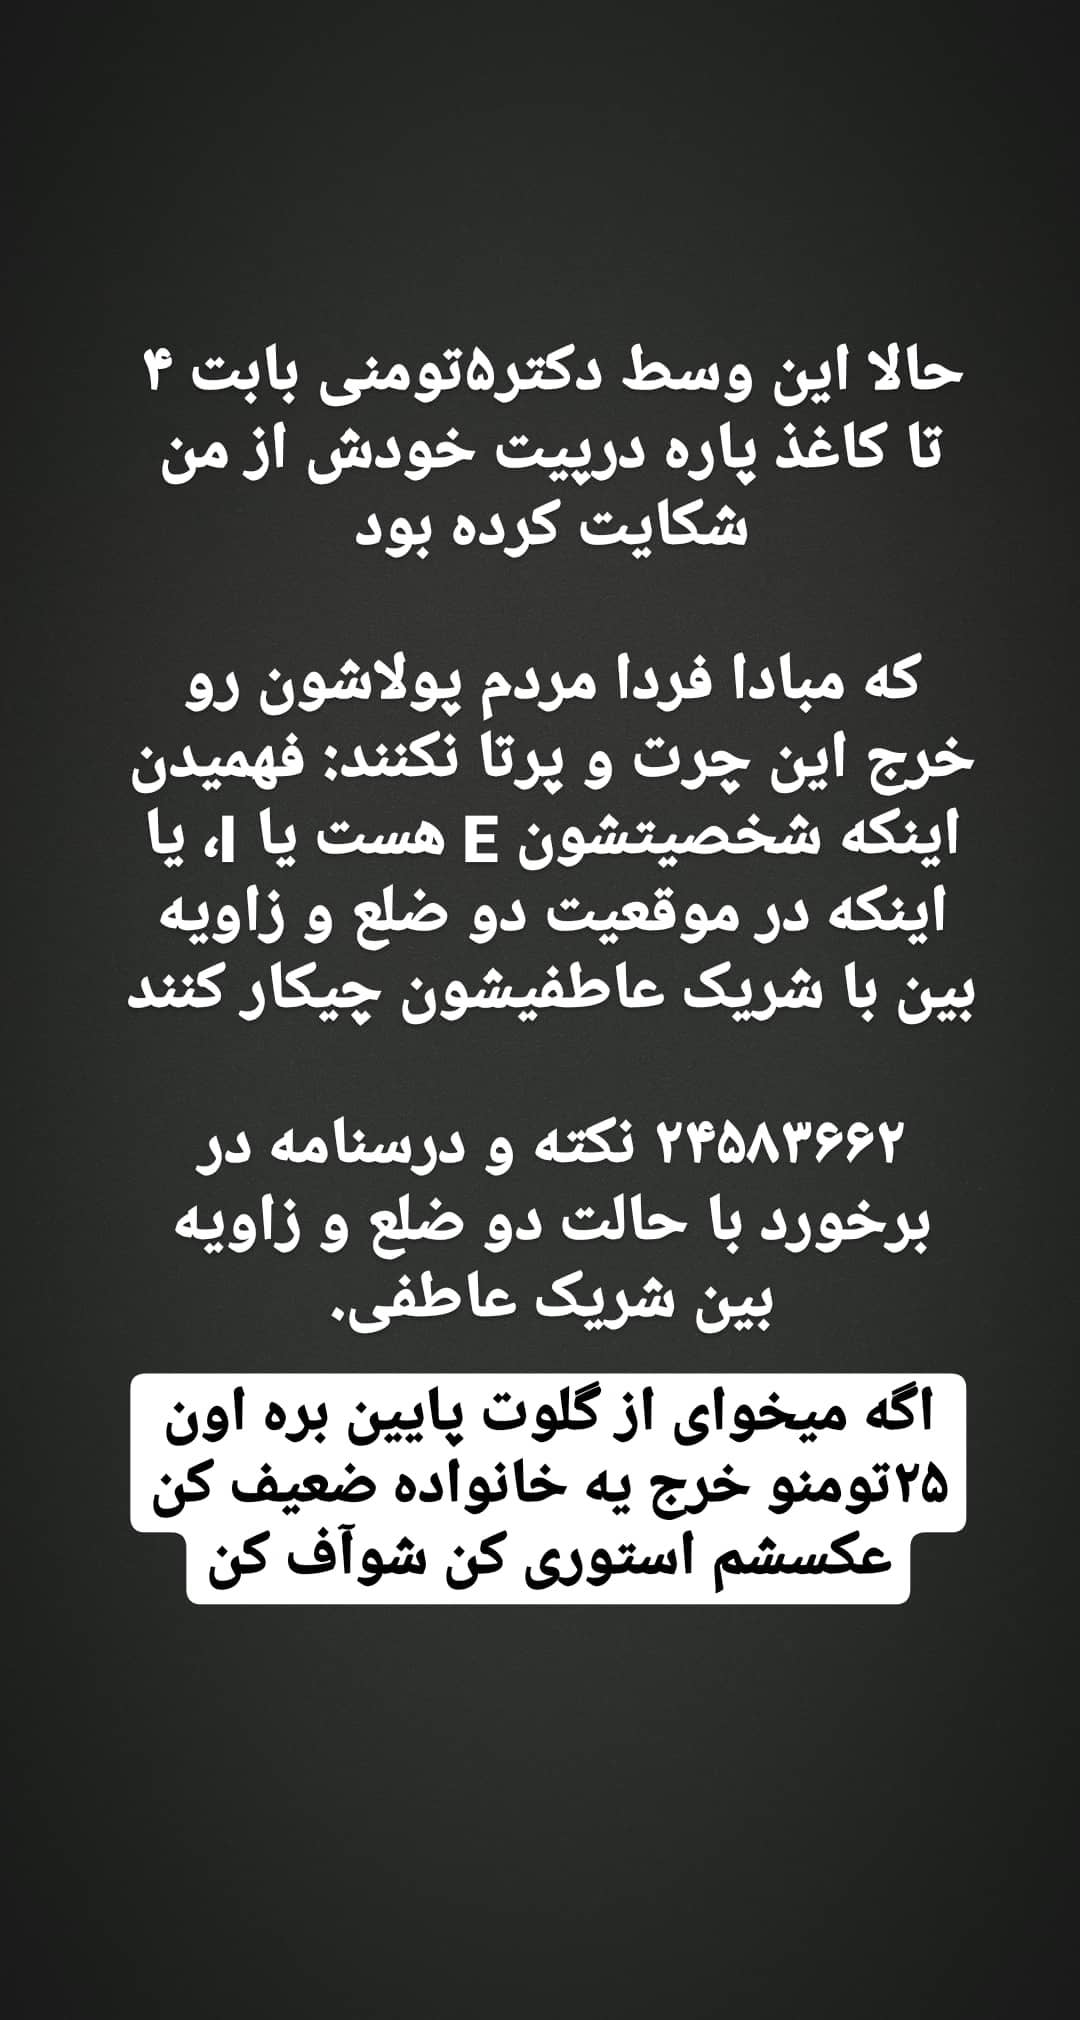 حالا این وسط دکتر۵تومنی بابت ۴
تا کاغذ پاره درپیت خودش از من
شکایت کرده بود
که مبادا فردا مردم پولاشون رو
خرج این چرت و پرتا نکنند: فهمیدن
اینکه شخصیتشون E هست یا I، یا
اینکه در موقعیت دو ضلع و زاویه
بین با شریک عاطفیشون چیکار کنند
۲۴۵۸۳۶۶۲ نکته و درسنامه در
برخورد با حالت دو ضلع و زاویه
بین شریک عاطفی.
اگه میخوای از گلوت پایین بره اون
۲۵تومنو خرج یه خانواده ضعیف کن
عکسشم استوری کن شوآف کن